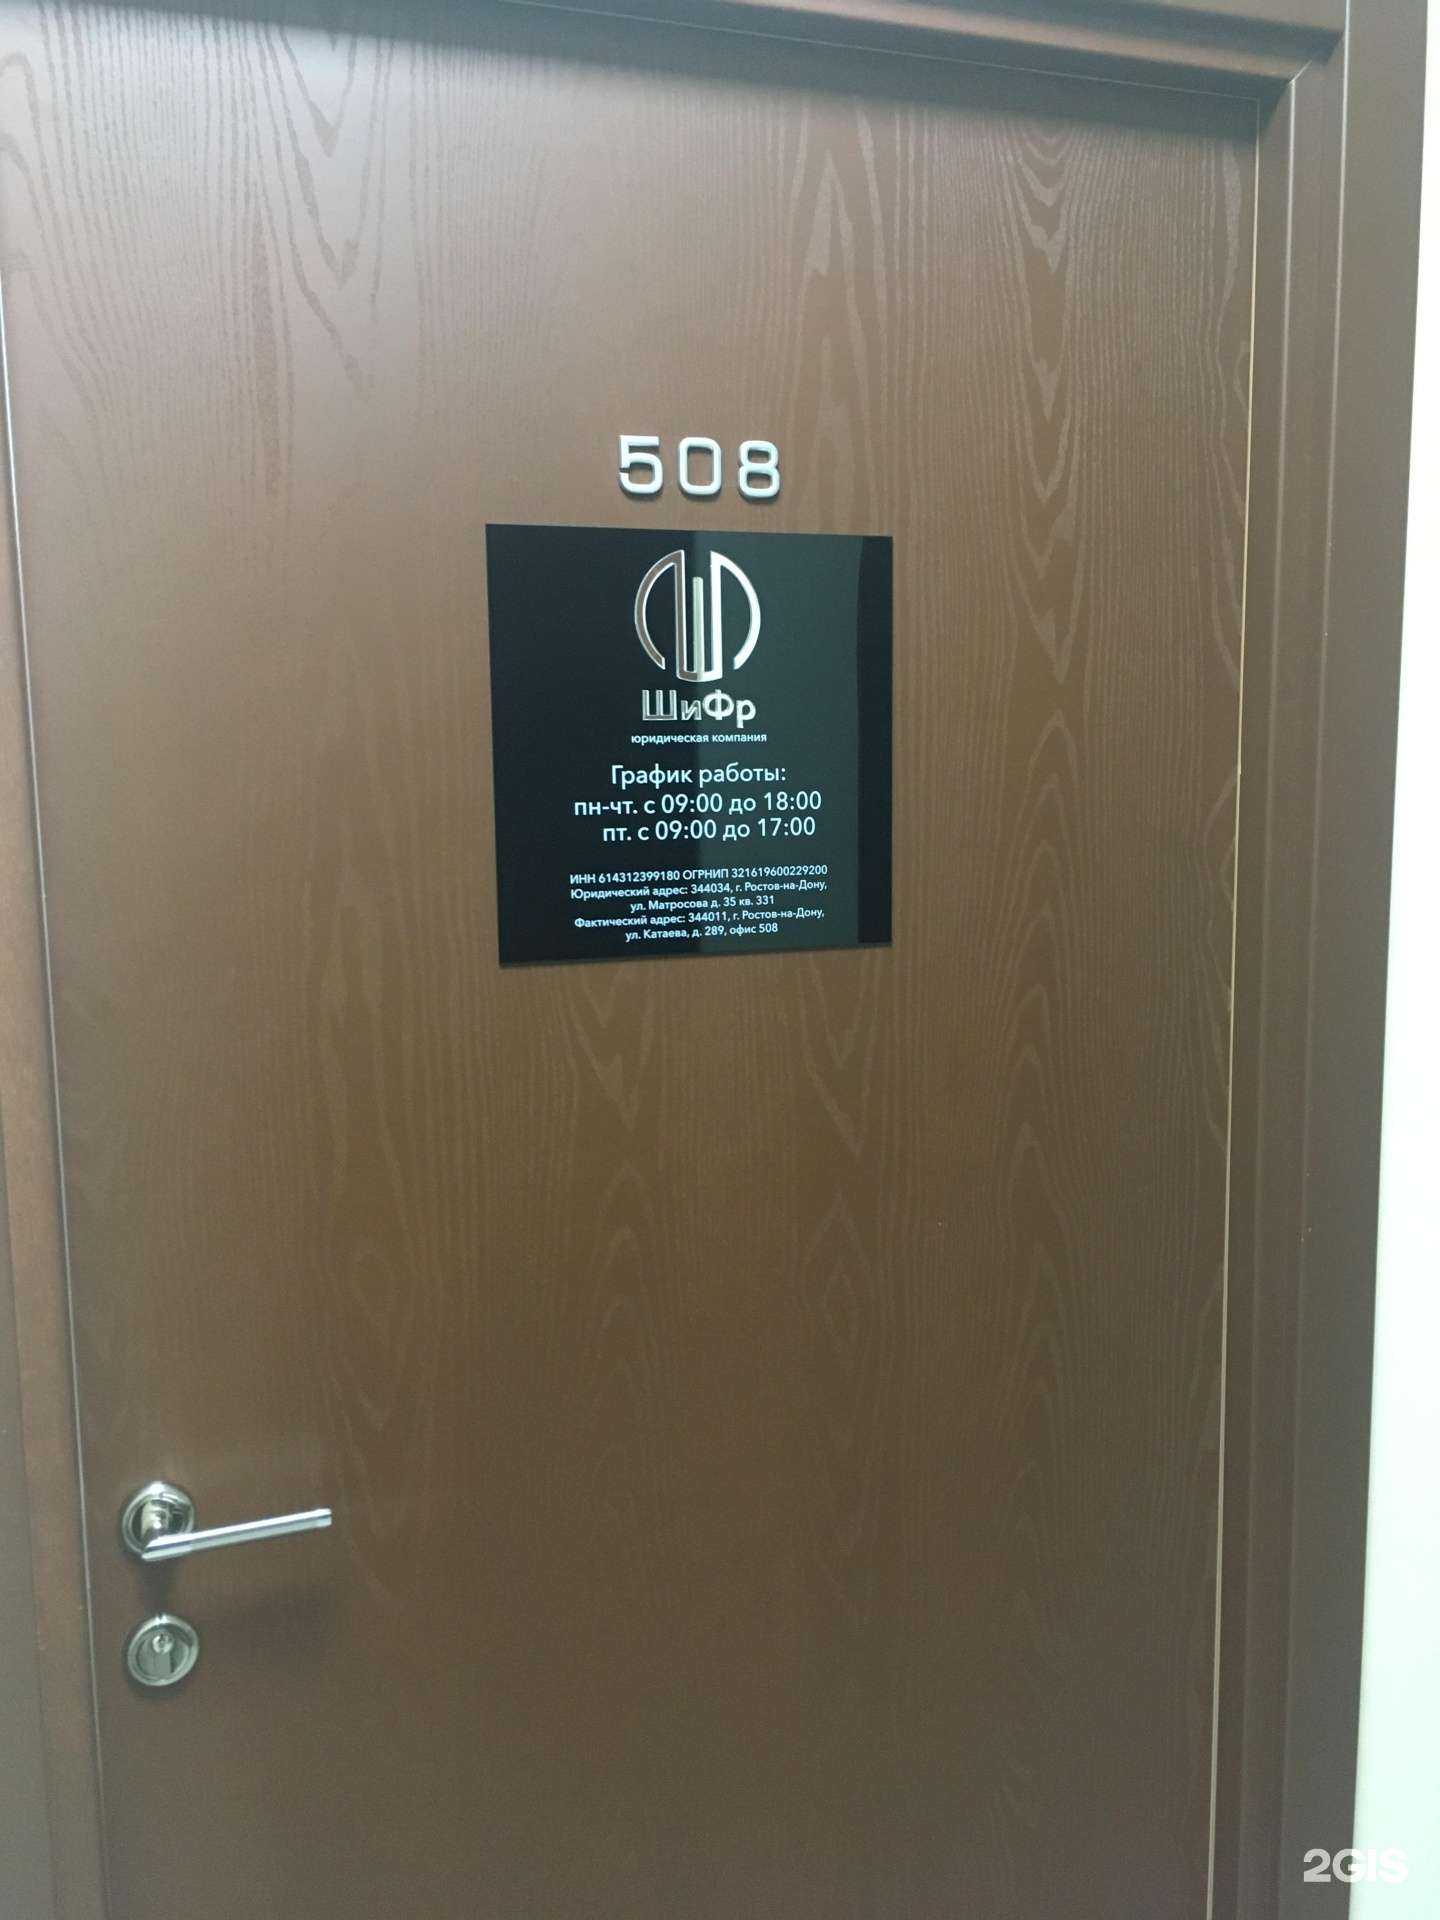 508
ШиФр
юридическая компания
График работы:
пн-чт. с 09:00 до 18:00
пт. с 09:00 до 17:00
ИНН 614312399180 ОГРНИП 321619600229200
Юридический адрес: 344034, г. Ростов-на-Дону,
ул. Матросова д. 35 кв. 331
Фактический адрес: 344011, г. Ростов-на-Дону,
ул. Катаева, д. 289, офис 508
2GIS